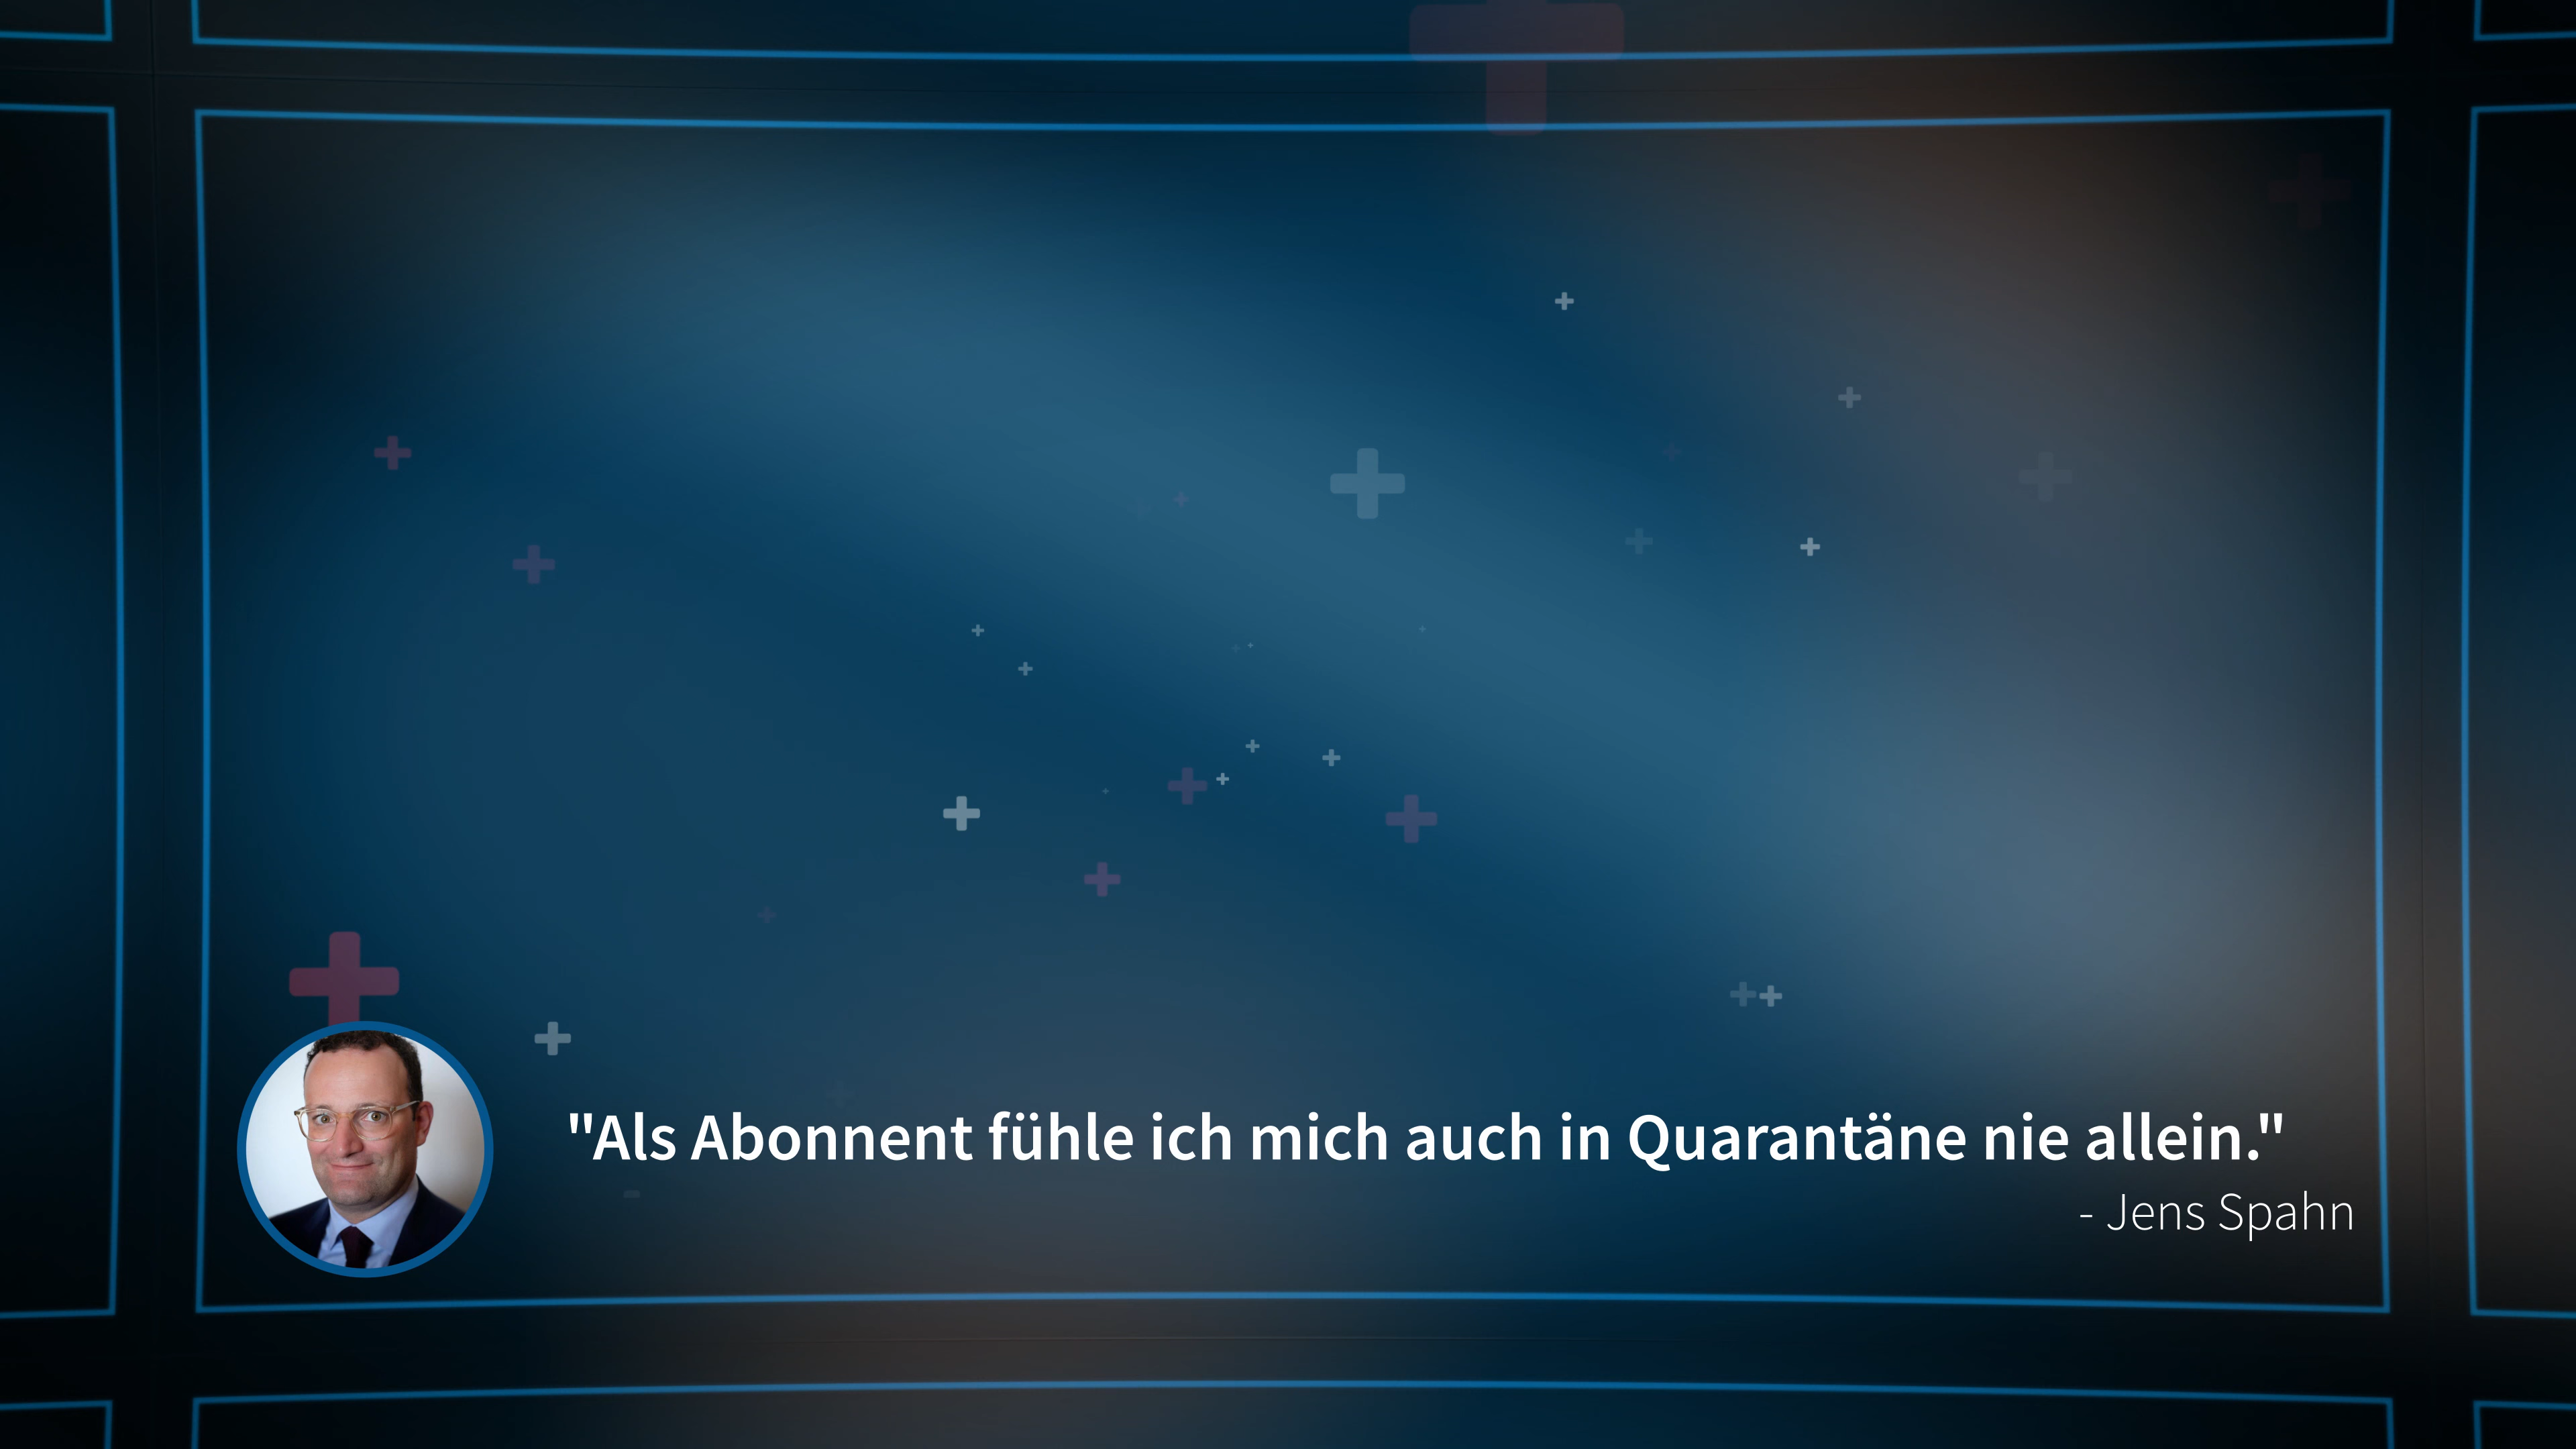 "Als Abonnent fühle ich mich auch in Quarantäne nie allein."
- Jens Spahn